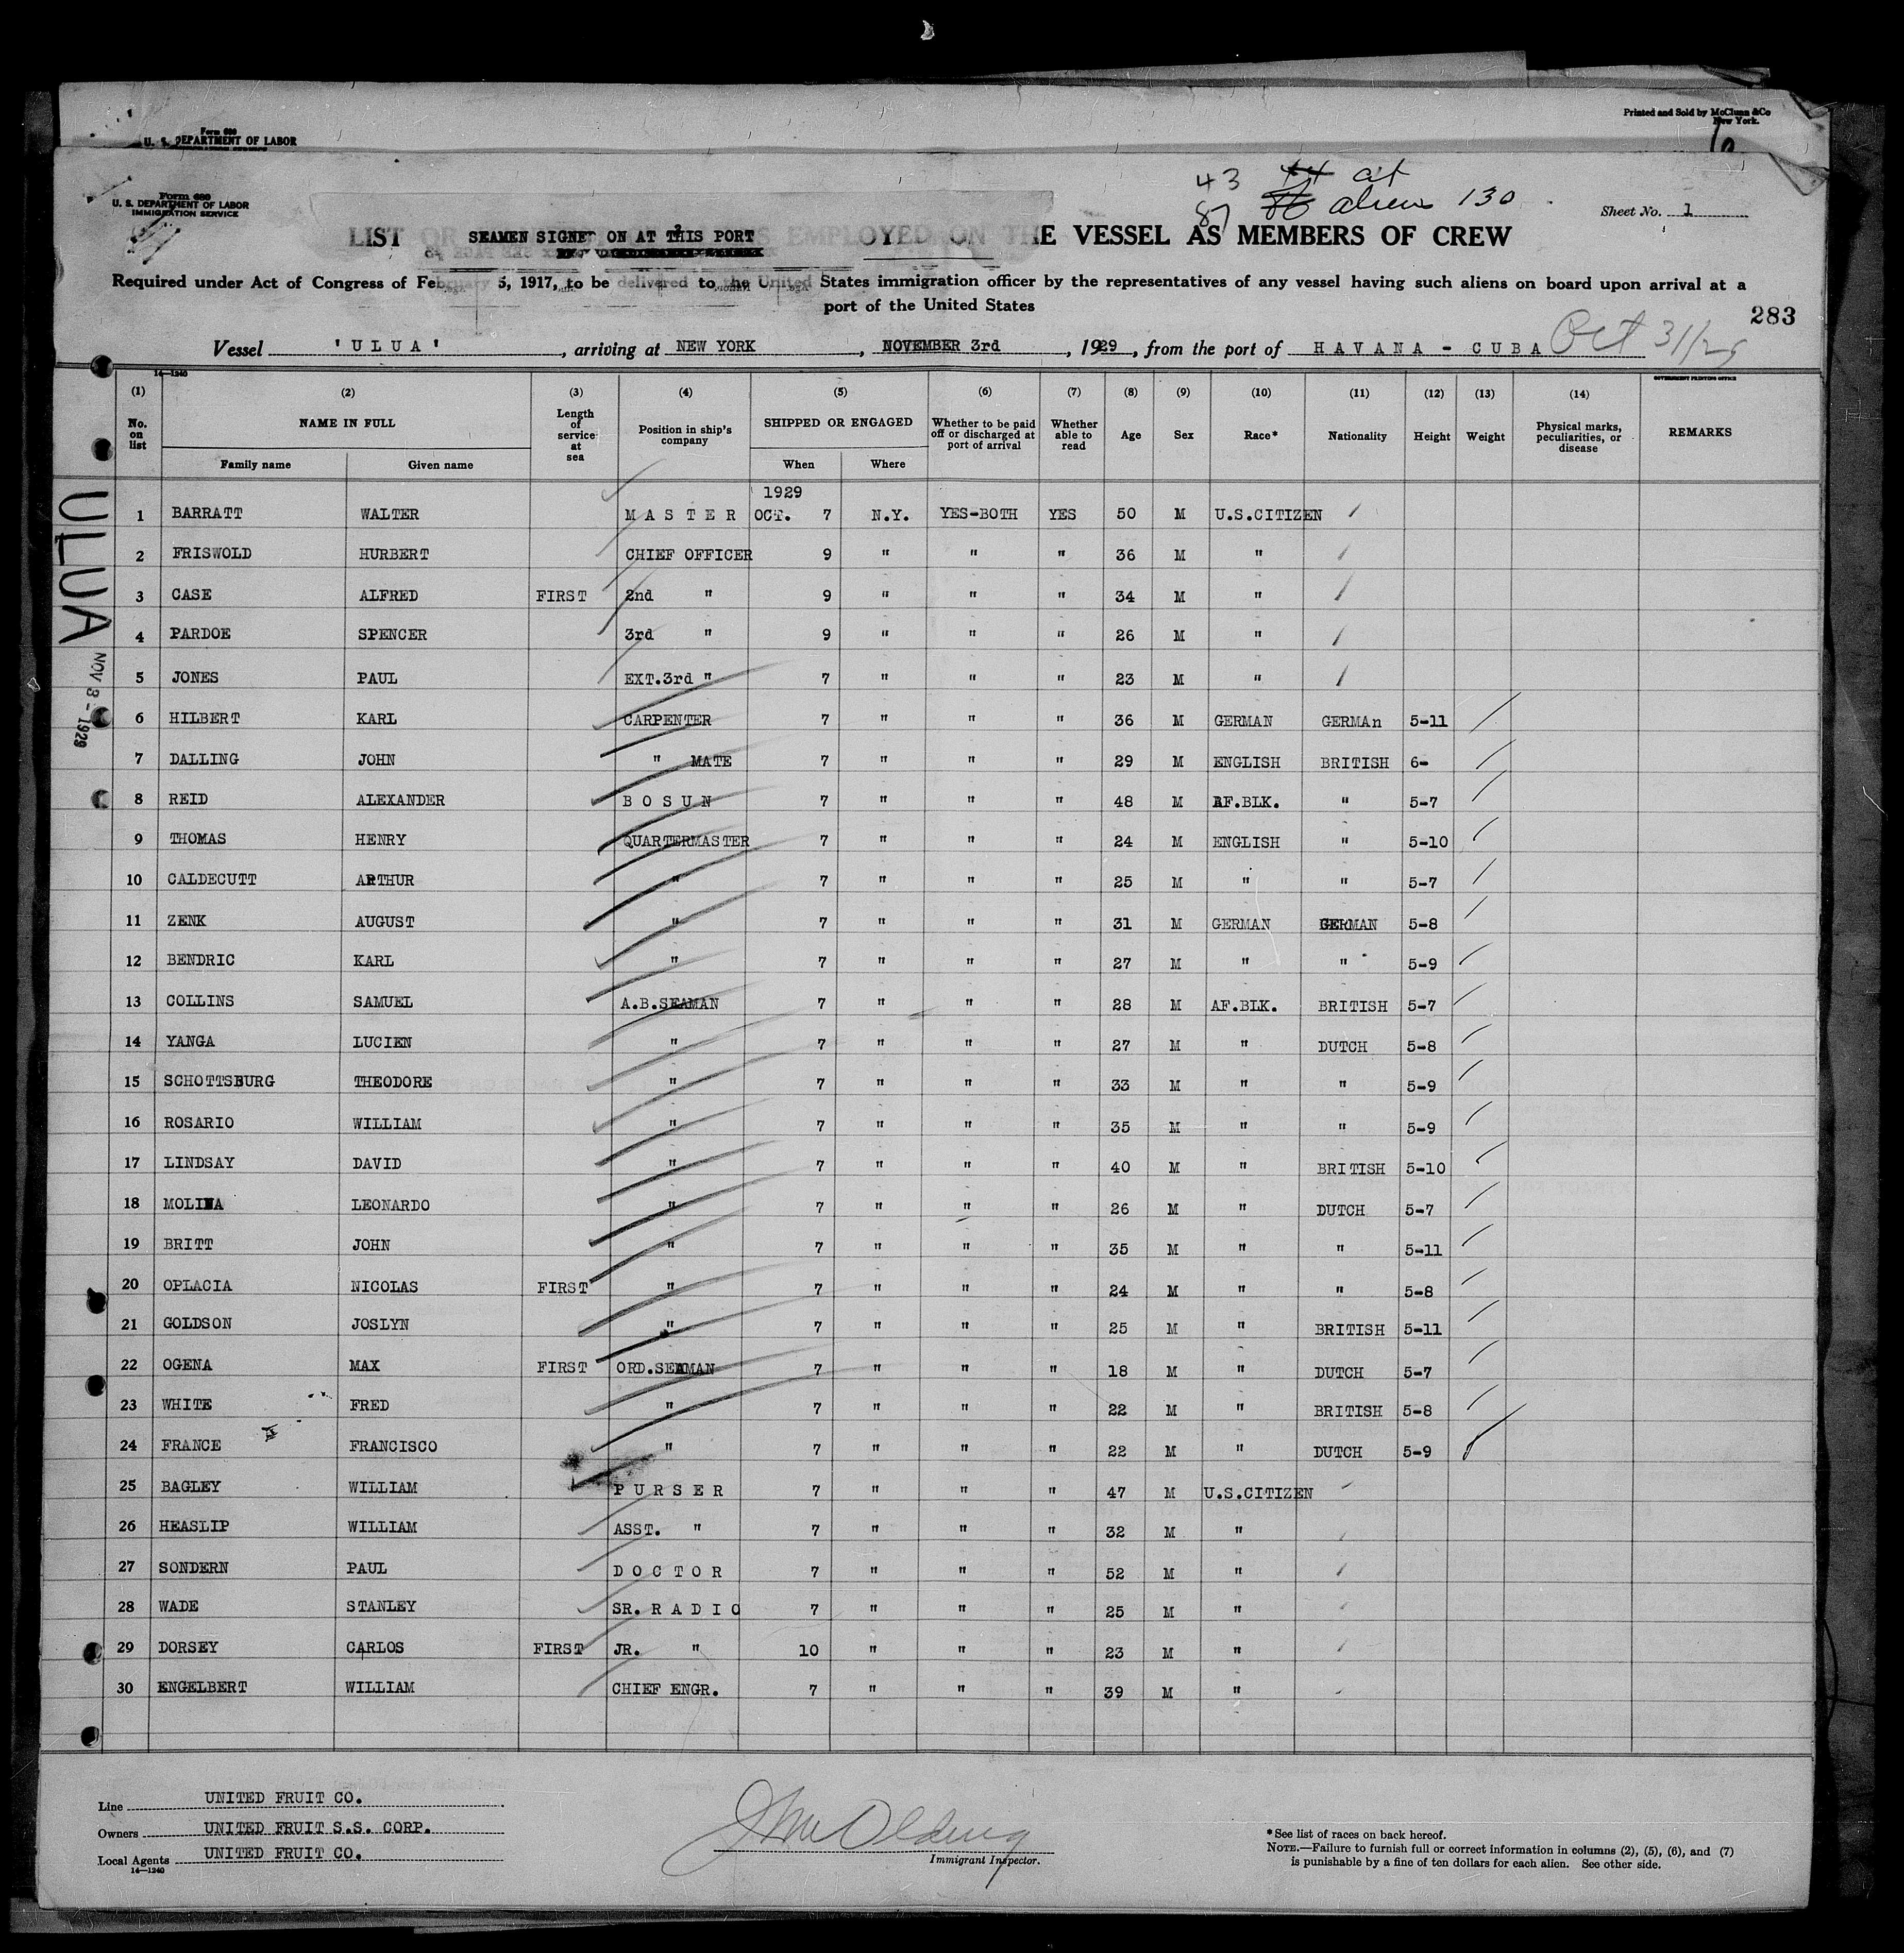 Printed and Sold by McClunn & Co
New York.
Form 680
U. S. DEPARTMENT OF LABOR
Form 680
U. S. DEPARTMENT OF LABOR
IMMIGRATION SERVICE
43 at
87 aliens 130
Sheet No. 1
LIST SEAMEN SIGNED ON AT THIS PORT EMPLOYED ON THE VESSEL AS MEMBERS OF CREW
Required under Act of Congress of February 5, 1917, to be delivered to the United States immigration officer by the representatives of any vessel having such aliens on board upon arrival at a
port of the United States
283
Vessel 'ULUA' , arriving at NEW YORK , NOVEMBER 3rd , 1929 , from the port of HAVANA - CUBA Oct 31/29
14—1240
GOVERNMENT PRINTING OFFICE
(1) (2) (3) (4) (5) (6) (7) (8) (9) (10) (11) (12) (13) (14)
No. on list NAME IN FULL Length of service at sea Position in ship's company SHIPPED OR ENGAGED Whether to be paid off or discharged at port of arrival Whether able to read Age Sex Race* Nationality Height Weight Physical marks, peculiarities, or disease REMARKS
Family name Given name When Where
1929
1 BARRATT WALTER MASTER OCT. 7 N.Y. YES-BOTH YES 50 M U.S.CITIZEN
2 FRISWOLD HURBERT CHIEF OFFICER 9 " " " 36 M "
3 CASE ALFRED FIRST 2nd " 9 " " " 34 M "
4 PARDOE SPENCER 3rd " 9 " " " 26 M "
5 JONES PAUL EXT.3rd " 7 " " " 23 M "
6 HILBERT KARL CARPENTER 7 " " " 36 M GERMAN GERMAn 5-11
7 DALLING JOHN " MATE 7 " " " 29 M ENGLISH BRITISH 6-
8 REID ALEXANDER BOSUN 7 " " " 48 M AF.BLK. " 5-7
9 THOMAS HENRY QUARTERMASTER 7 " " " 24 M ENGLISH " 5-10
10 CALDECUTT ARTHUR " 7 " " " 25 M " " 5-7
11 ZENK AUGUST " 7 " " " 31 M GERMAN GERMAN 5-8
12 BENDRIC KARL " 7 " " " 27 M " " 5-9
13 COLLINS SAMUEL A.B.SEAMAN 7 " " " 28 M AF.BLK. BRITISH 5-7
14 YANGA LUCIEN " 7 " " " 27 M " DUTCH 5-8
15 SCHOTTSBURG THEODORE " 7 " " " 33 M " " 5-9
16 ROSARIO WILLIAM " 7 " " " 35 M " " 5-9
17 LINDSAY DAVID " 7 " " " 40 M " BRITISH 5-10
18 MOLINA LEONARDO " 7 " " " 26 M " DUTCH 5-7
19 BRITT JOHN " 7 " " " 35 M " " 5-11
20 OPLACIA NICOLAS FIRST " 7 " " " 24 M " " 5-8
21 GOLDSON JOSLYN " 7 " " " 25 M " BRITISH 5-11
22 OGENA MAX FIRST ORD.SEAMAN 7 " " " 18 M " DUTCH 5-7
23 WHITE FRED " 7 " " " 22 M " BRITISH 5-8
24 FRANCE FRANCISCO " 7 " " " 22 M " DUTCH 5-9
25 BAGLEY WILLIAM PURSER 7 " " " 47 M U.S.CITIZEN
26 HEASLIP WILLIAM ASST. " 7 " " " 32 M "
27 SONDERN PAUL DOCTOR 7 " " " 52 M "
28 WADE STANLEY SR. RADIO 7 " " " 25 M "
29 DORSEY CARLOS FIRST JR. " 10 " " " 23 M "
30 ENGELBERT WILLIAM CHIEF ENGR. 7 " " " 39 M "
ULUA
NOV 3 - 1929
Line UNITED FRUIT CO.
Owners UNITED FRUIT S.S. CORP.
Local Agents UNITED FRUIT CO.
14—1240
Immigrant Inspector.
* See list of races on back hereof.
NOTE.—Failure to furnish full or correct information in columns (2), (5), (6), and (7)
is punishable by a fine of ten dollars for each alien. See other side.